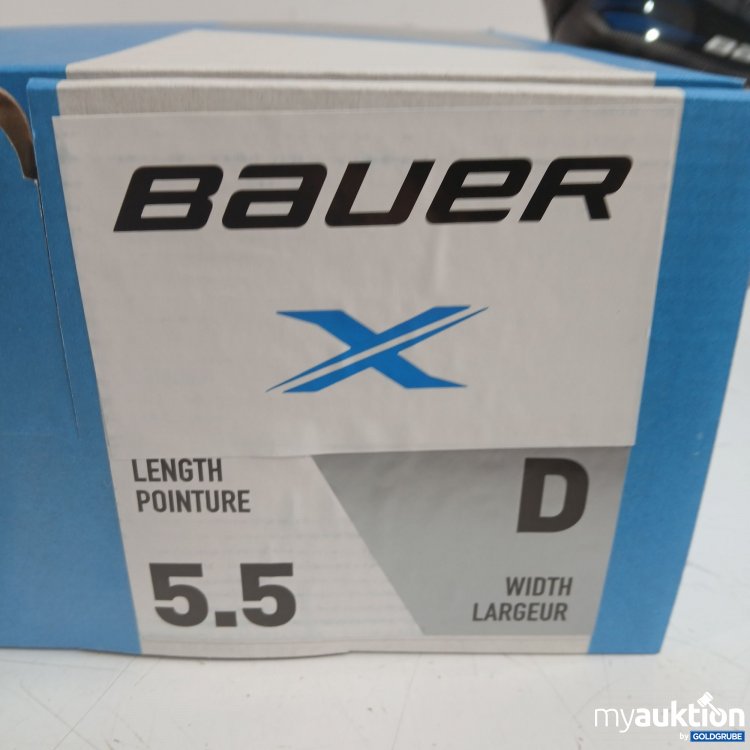 BAUER
X
LENGTH
POINTURE
5.5
D
WIDTH
LARGEUR
myauktion
by GOLDGRUBE